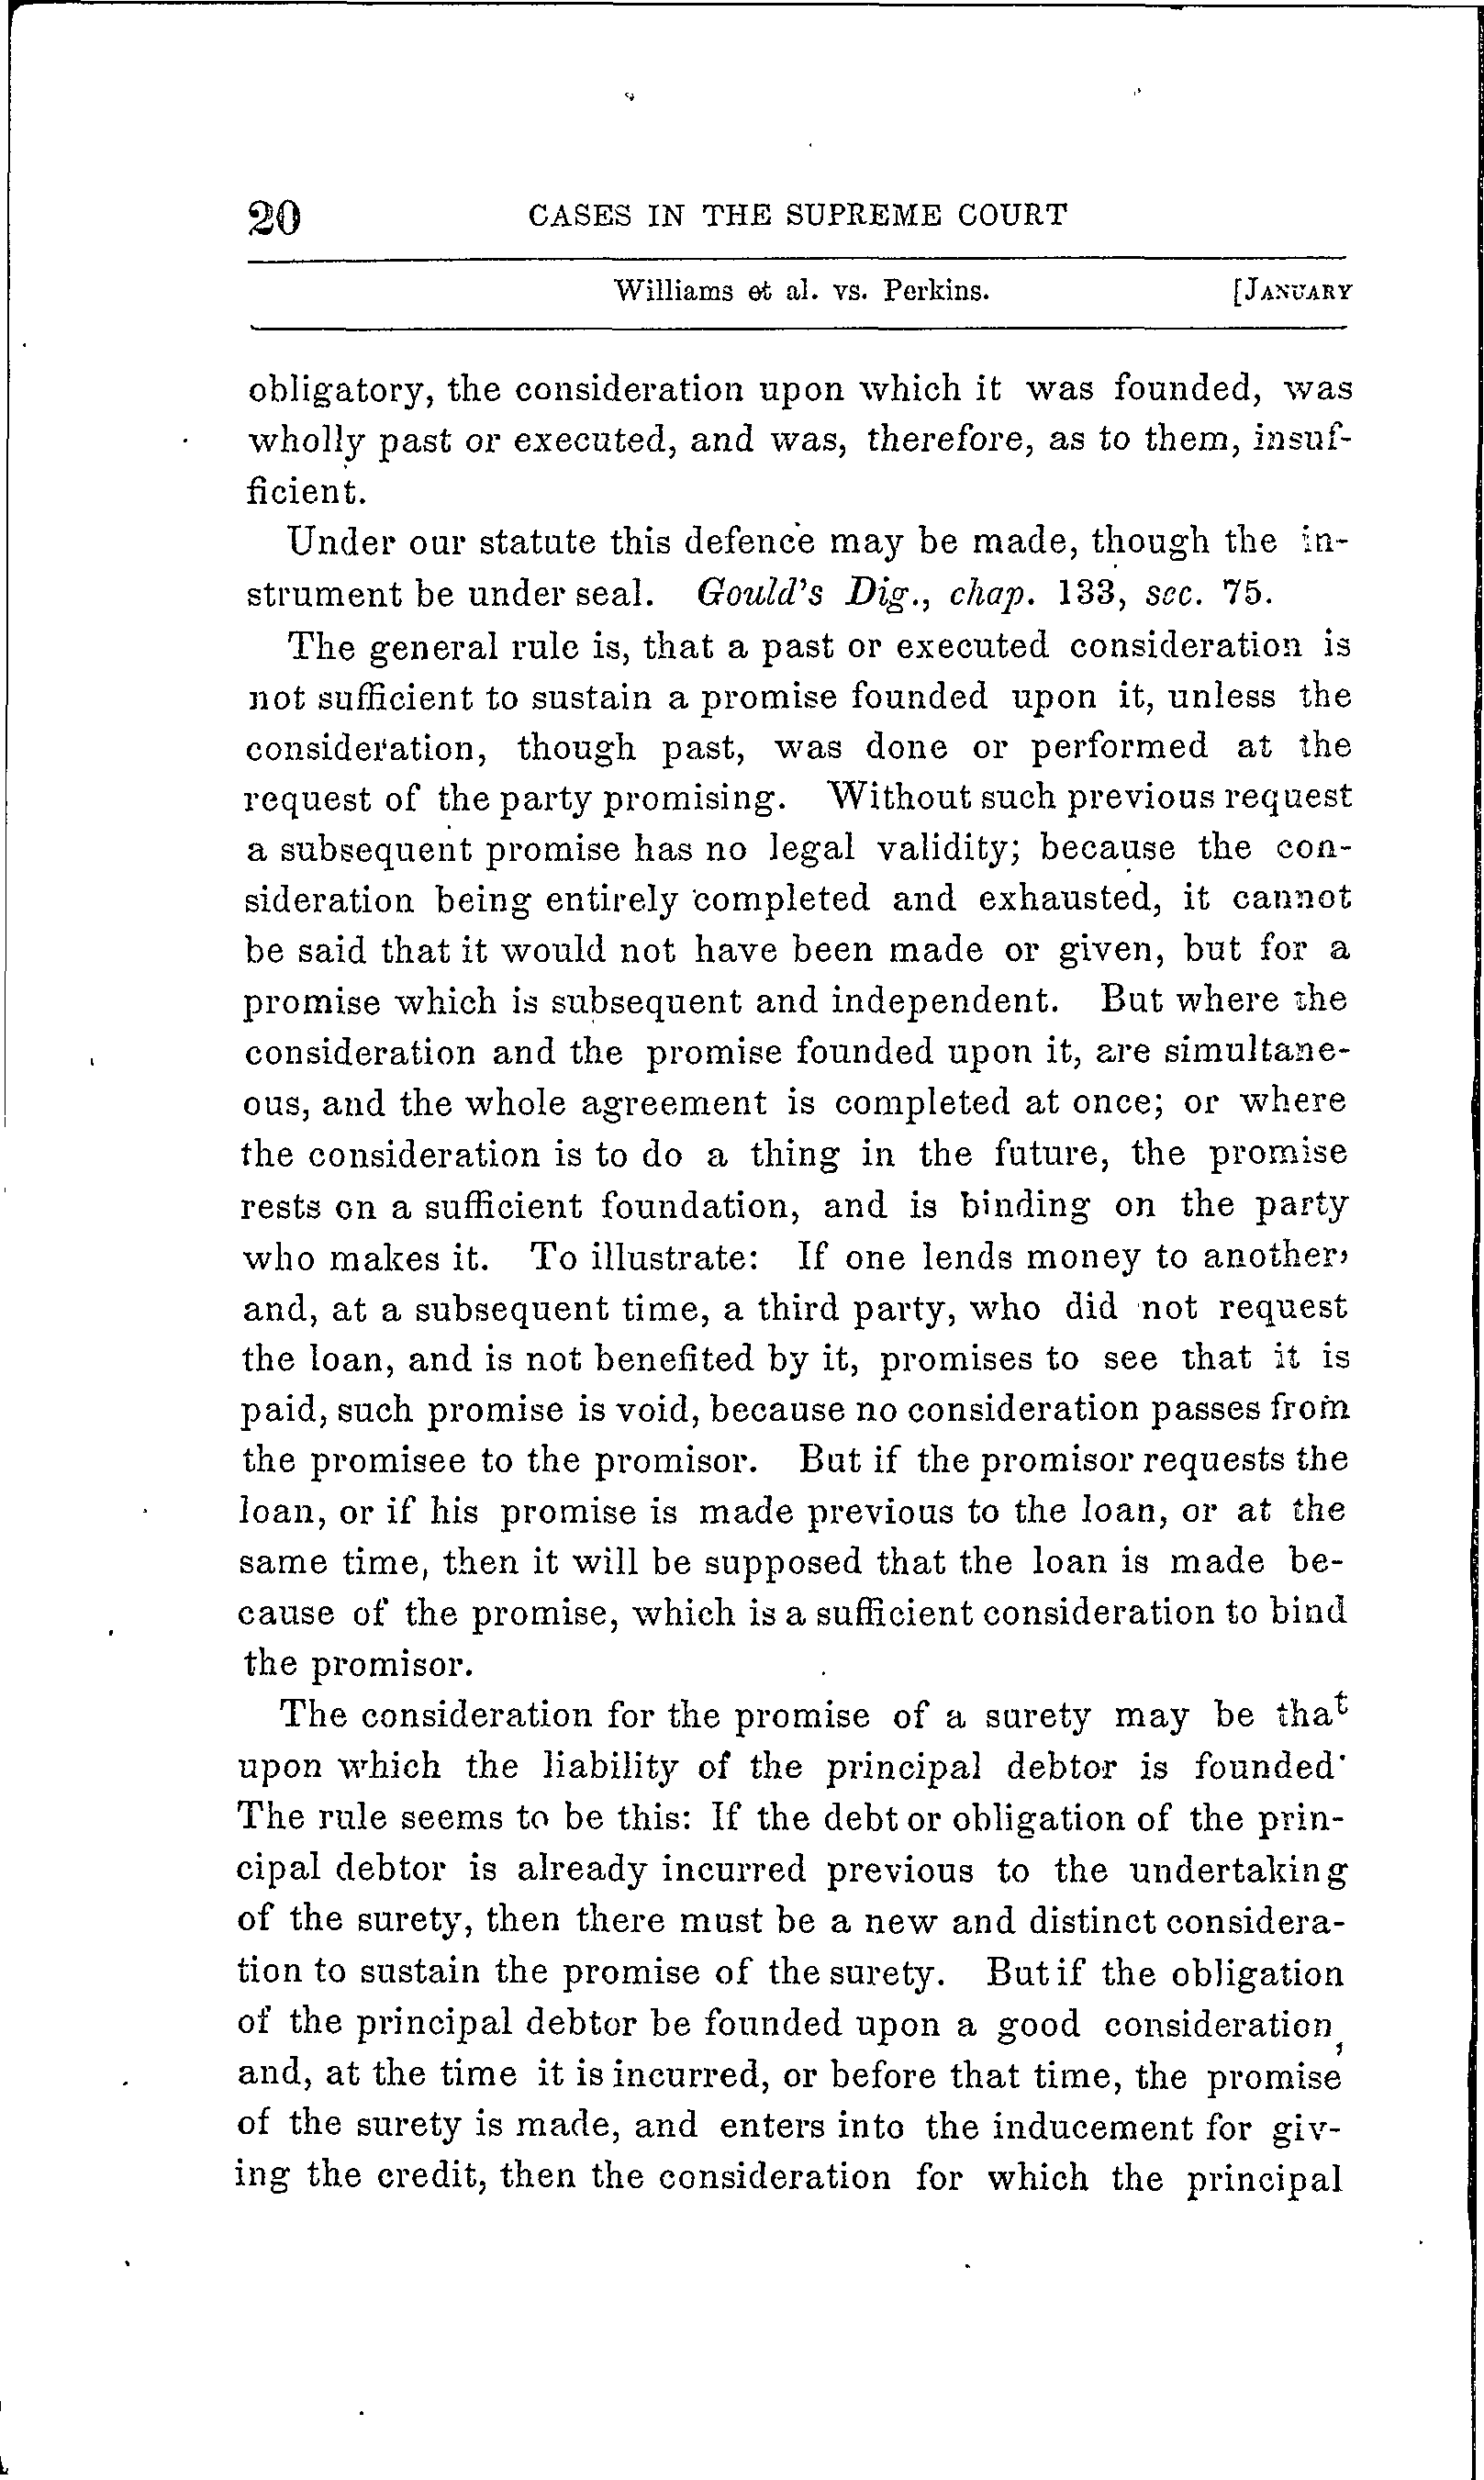 20 CASES IN THE SUPREME COURT
Williams et al. vs. Perkins. [JANUARY
obligatory, the consideration upon which it was founded, was
wholly past or executed, and was, therefore, as to them, insuf-
ficient.
Under our statute this defence may be made, though the in-
strument be under seal. Gould's Dig., chap. 133, sec. 75.
The general rule is, that a past or executed consideration is
not sufficient to sustain a promise founded upon it, unless the
consideration, though past, was done or performed at the
request of the party promising. Without such previous request
a subsequent promise has no legal validity; because the con-
sideration being entirely completed and exhausted, it cannot
be said that it would not have been made or given, but for a
promise which is subsequent and independent. But where the
consideration and the promise founded upon it, are simultane-
ous, and the whole agreement is completed at once; or where
the consideration is to do a thing in the future, the promise
rests on a sufficient foundation, and is binding on the party
who makes it. To illustrate: If one lends money to another,
and, at a subsequent time, a third party, who did not request
the loan, and is not benefited by it, promises to see that it is
paid, such promise is void, because no consideration passes from
the promisee to the promisor. But if the promisor requests the
loan, or if his promise is made previous to the loan, or at the
same time, then it will be supposed that the loan is made be-
cause of the promise, which is a sufficient consideration to bind
the promisor.
The consideration for the promise of a surety may be that
upon which the liability of the principal debtor is founded.
The rule seems to be this: If the debt or obligation of the prin-
cipal debtor is already incurred previous to the undertaking
of the surety, then there must be a new and distinct considera-
tion to sustain the promise of the surety. But if the obligation
of the principal debtor be founded upon a good consideration,
and, at the time it is incurred, or before that time, the promise
of the surety is made, and enters into the inducement for giv-
ing the credit, then the consideration for which the principal